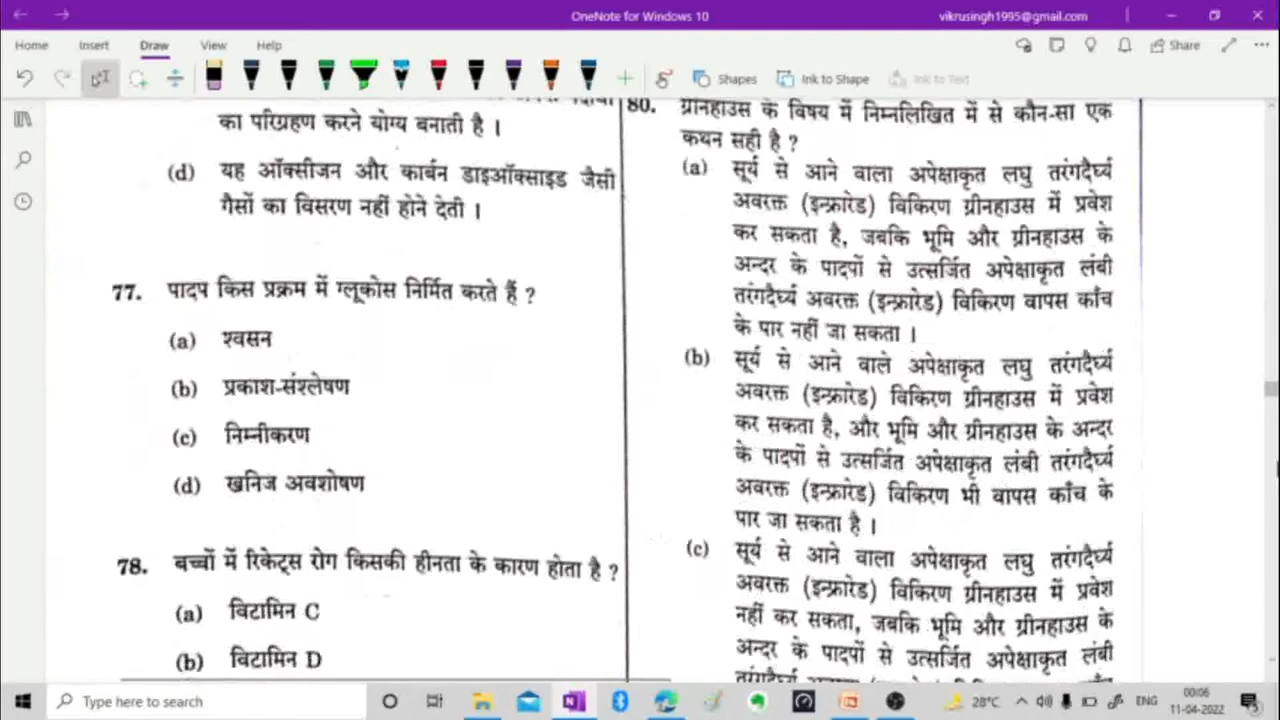 OneNote for Windows 10
vikrusingh1995@gmail.com
Home Insert Draw View Help
Share
Shapes Ink to Shape Ink to Text
का परिग्रहण करने योग्य बनाती है ।
(d) यह ऑक्सीजन और कार्बन डाइऑक्साइड जैसी
गैसों का विसरण नहीं होने देती ।
77. पादप किस प्रक्रम में ग्लूकोस निर्मित करते हैं ?
(a) श्वसन
(b) प्रकाश-संश्लेषण
(c) निम्नीकरण
(d) खनिज अवशोषण
78. बच्चों में रिकेट्स रोग किसकी हीनता के कारण होता है ?
(a) विटामिन C
(b) विटामिन D
80. ग्रीनहाउस के विषय में निम्नलिखित में से कौन-सा एक
कथन सही है ?
(a) सूर्य से आने वाला अपेक्षाकृत लघु तरंगदैर्घ्य
अवरक्त (इन्फ्रारेड) विकिरण ग्रीनहाउस में प्रवेश
कर सकता है, जबकि भूमि और ग्रीनहाउस के
अन्दर के पादपों से उत्सर्जित अपेक्षाकृत लंबी
तरंगदैर्घ्य अवरक्त (इन्फ्रारेड) विकिरण वापस काँच
के पार नहीं जा सकता ।
(b) सूर्य से आने वाले अपेक्षाकृत लघु तरंगदैर्घ्य
अवरक्त (इन्फ्रारेड) विकिरण ग्रीनहाउस में प्रवेश
कर सकता है, और भूमि और ग्रीनहाउस के अन्दर
के पादपों से उत्सर्जित अपेक्षाकृत लंबी तरंगदैर्घ्य
अवरक्त (इन्फ्रारेड) विकिरण भी वापस काँच के
पार जा सकता है ।
(c) सूर्य से आने वाला अपेक्षाकृत लघु तरंगदैर्घ्य
अवरक्त (इन्फ्रारेड) विकिरण ग्रीनहाउस में प्रवेश
नहीं कर सकता, जबकि भूमि और ग्रीनहाउस के
अन्दर के पादपों से उत्सर्जित अपेक्षाकृत लंबी
Type here to search
28°C
ENG
00:06
11-04-2022